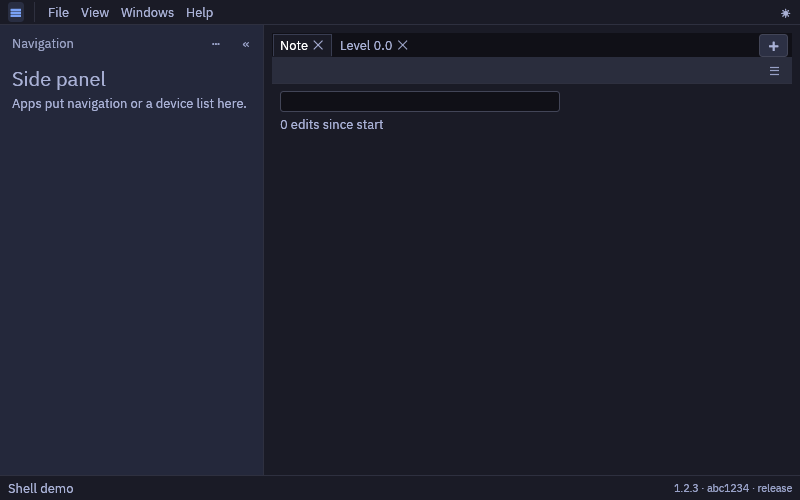 File View Windows Help
Navigation
Side panel
Apps put navigation or a device list here.
Note Level 0.0
0 edits since start
Shell demo
1.2.3 · abc1234 · release